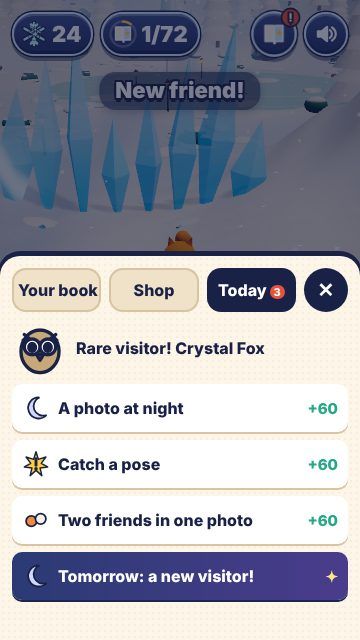 24
1/72
!
New friend!
Your book
Shop
Today 3
×
Rare visitor! Crystal Fox
A photo at night +60
! Catch a pose +60
Two friends in one photo +60
Tomorrow: a new visitor!